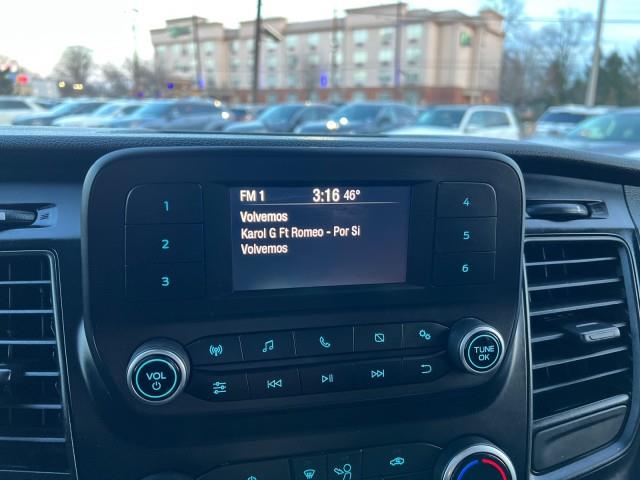 FM 1 3:16 46°
Volvemos
Karol G Ft Romeo - Por Si
Volvemos
1
2
3
4
5
6
VOL
TUNE
OK